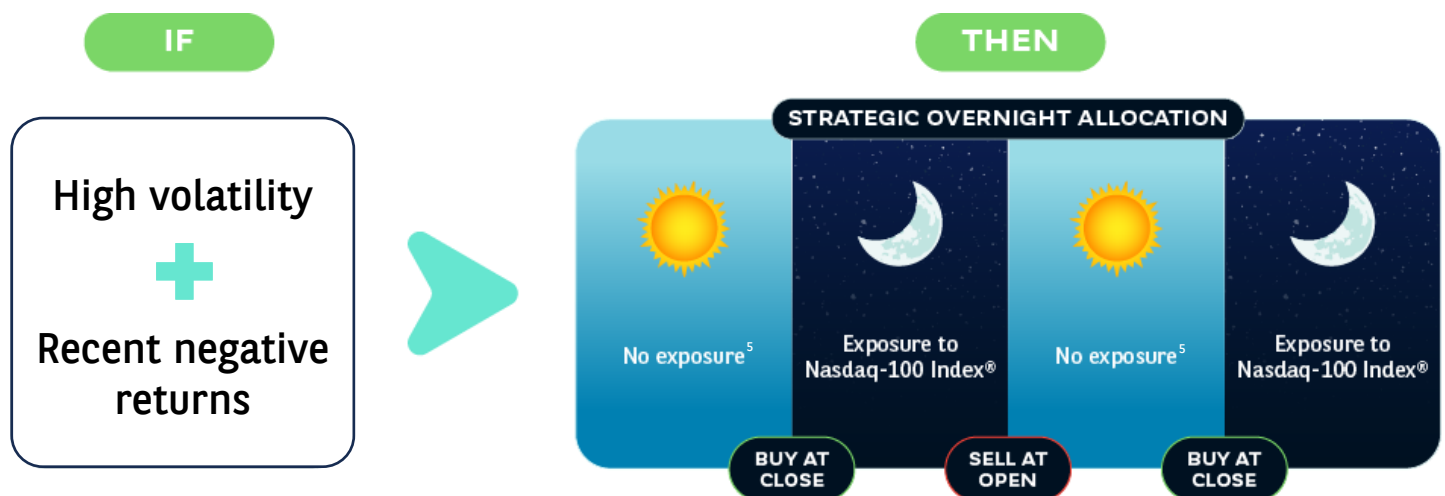 IF
High volatility
Recent negative
returns
THEN
STRATEGIC OVERNIGHT ALLOCATION
No exposure⁵
Exposure to
Nasdaq-100 Index®
No exposure⁵
Exposure to
Nasdaq-100 Index®
BUY AT
CLOSE
SELL AT
OPEN
BUY AT
CLOSE